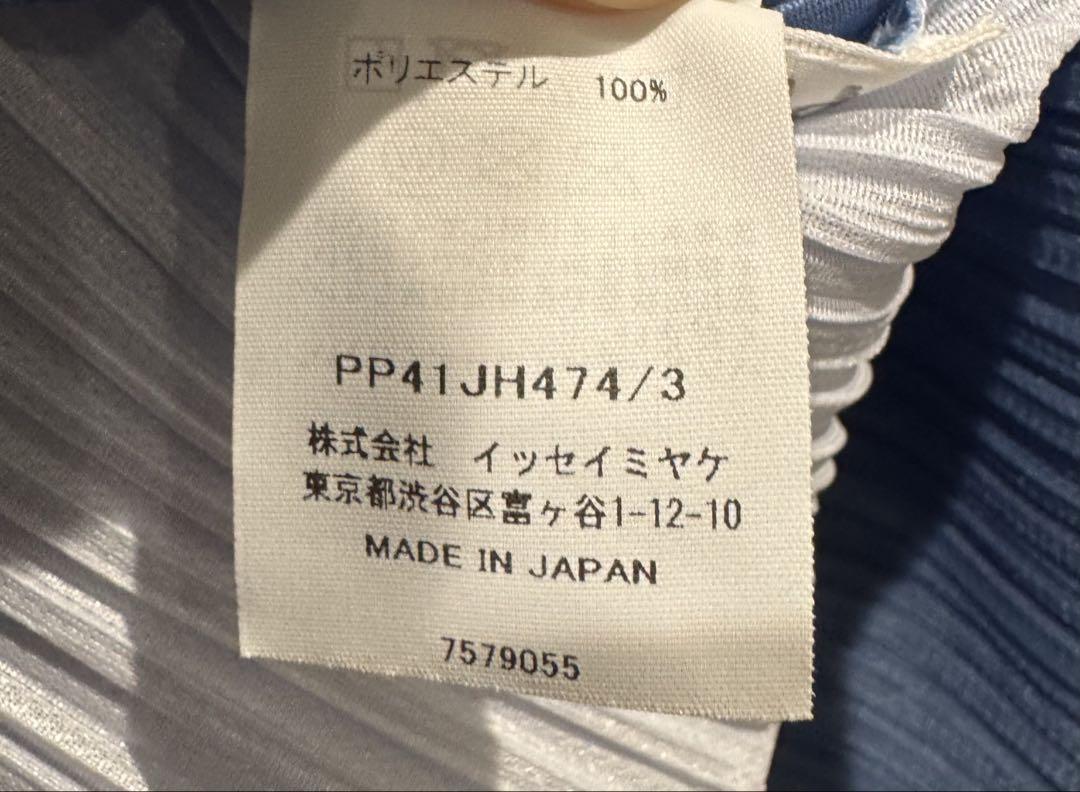 ポリエステル 100%
PP41JH474/3
株式会社 イッセイミヤケ
東京都渋谷区富ヶ谷1-12-10
MADE IN JAPAN
7579055